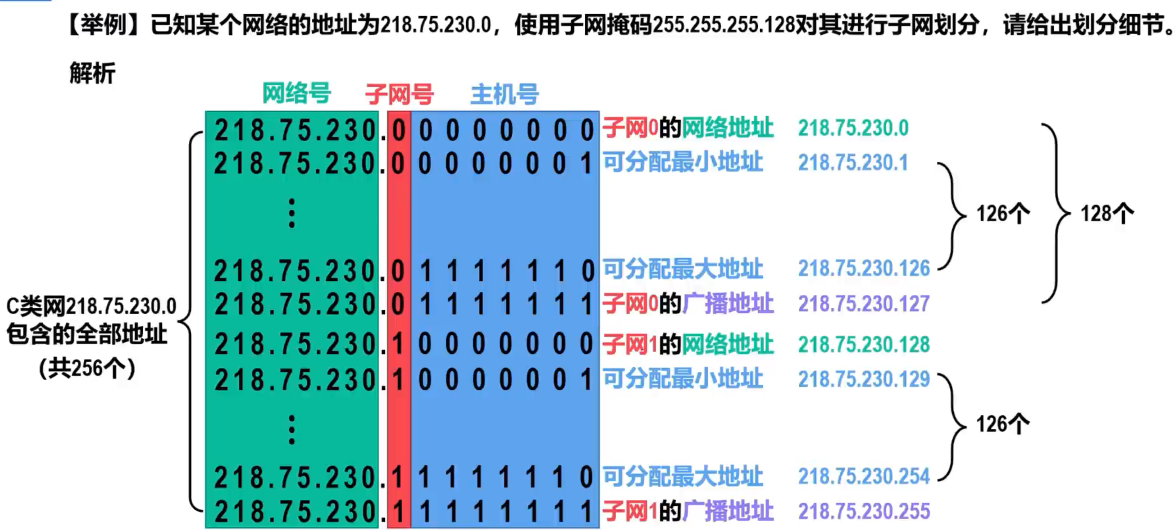 【举例】已知某个网络的地址为218.75.230.0，使用子网掩码255.255.255.128对其进行子网划分，请给出划分细节。
解析
网络号 子网号 主机号
218.75.230.0 0 0 0 0 0 0 0 子网0的网络地址 218.75.230.0
218.75.230.0 0 0 0 0 0 0 1 可分配最小地址 218.75.230.1
⋮
126个 128个
218.75.230.0 1 1 1 1 1 1 0 可分配最大地址 218.75.230.126
218.75.230.0 1 1 1 1 1 1 1 子网0的广播地址 218.75.230.127
C类网218.75.230.0
包含的全部地址
（共256个）
218.75.230.1 0 0 0 0 0 0 0 子网1的网络地址 218.75.230.128
218.75.230.1 0 0 0 0 0 0 1 可分配最小地址 218.75.230.129
⋮
126个
218.75.230.1 1 1 1 1 1 1 0 可分配最大地址 218.75.230.254
218.75.230.1 1 1 1 1 1 1 1 子网1的广播地址 218.75.230.255